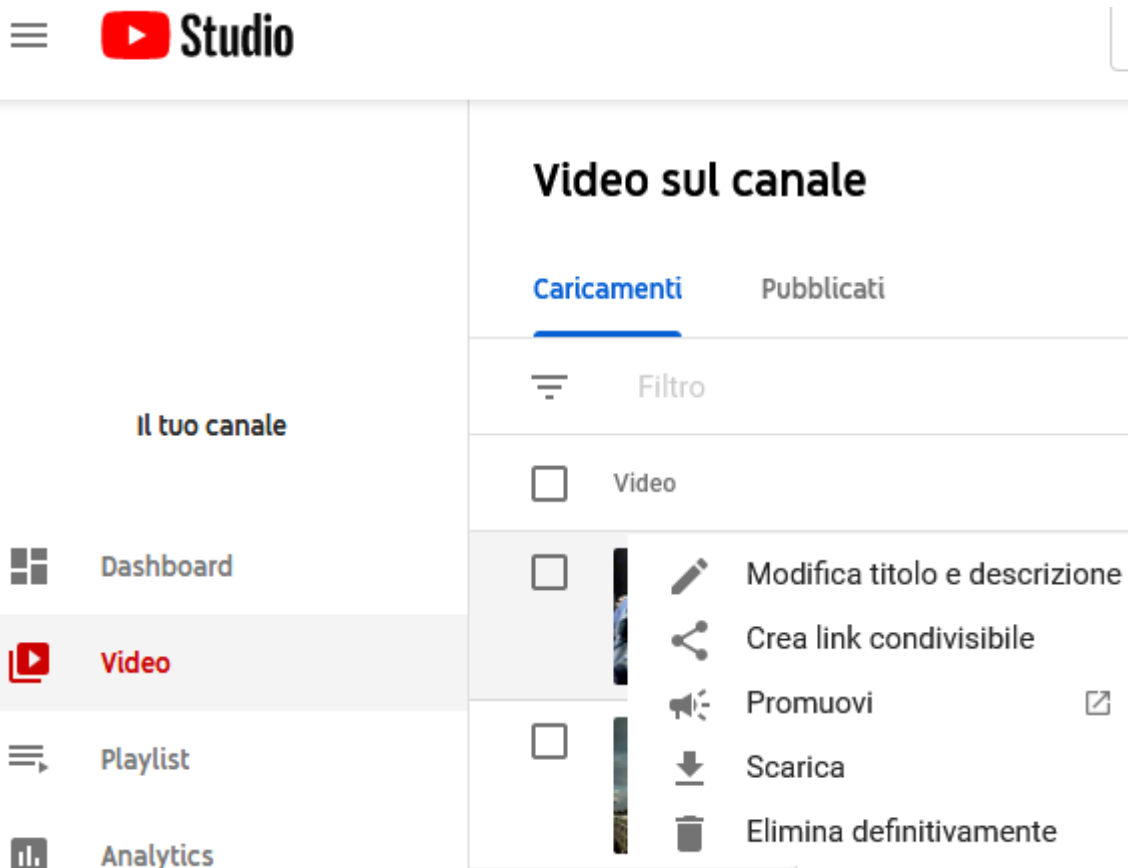 Studio
Video sul canale
Caricamenti Pubblicati
Filtro
Il tuo canale
Video
Dashboard
Modifica titolo e descrizione
Crea link condivisibile
Video
Promuovi
Playlist
Scarica
Elimina definitivamente
Analytics